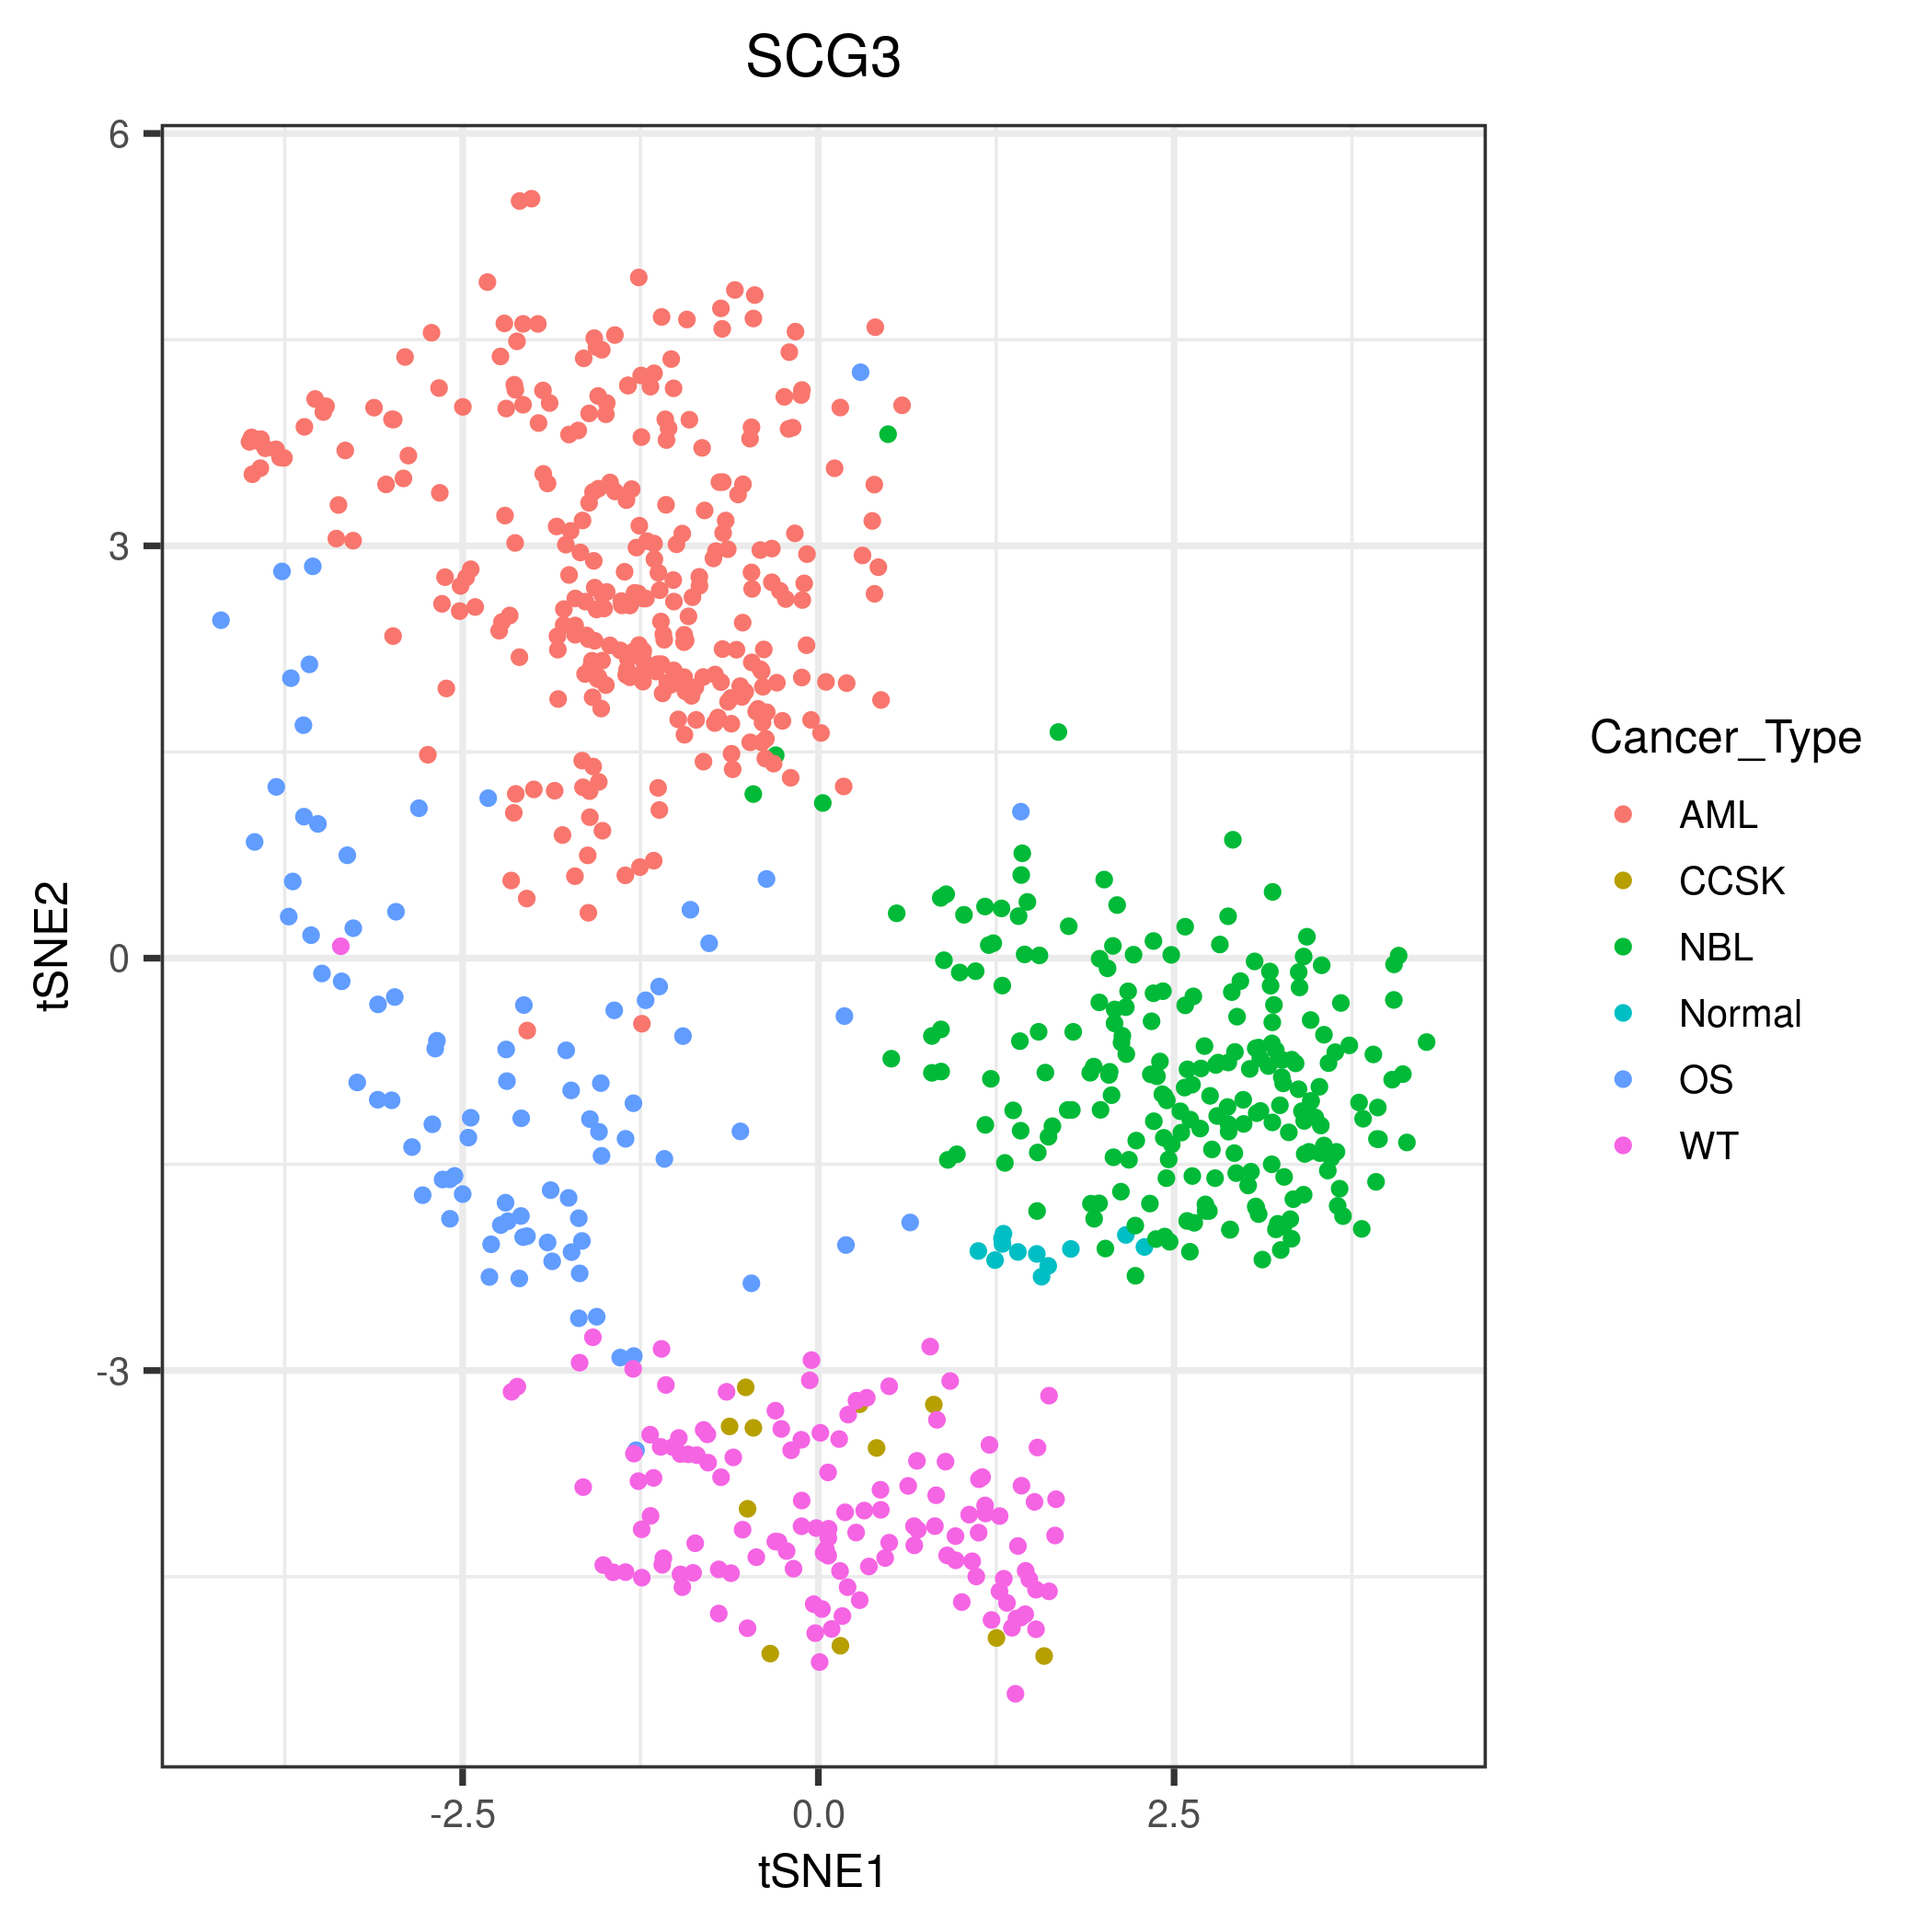 SCG3
6
3
0
-3
tSNE2
-2.5 0.0 2.5
tSNE1
Cancer_Type
AML
CCSK
NBL
Normal
OS
WT